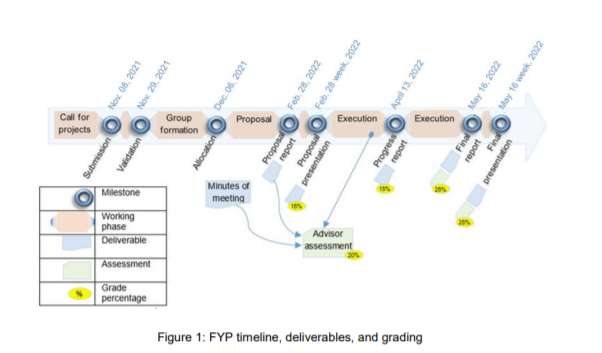 Nov. 08, 2021
Nov. 29, 2021
Dec. 06, 2021
Feb. 28, 2022
Feb. 28 week, 2022
April 13, 2022
May 16, 2022
May 16 week, 2022
Call for
projects
Group
formation
Proposal
Execution
Execution
Submission
Validation
Allocation
Proposal
report
Proposal
presentation
Progress
report
Final
report
Final
presentation
15%
15%
25%
25%
Minutes of
meeting
Advisor
assessment
20%
Milestone
Working
phase
Deliverable
Assessment
%
Grade
percentage
Figure 1: FYP timeline, deliverables, and grading